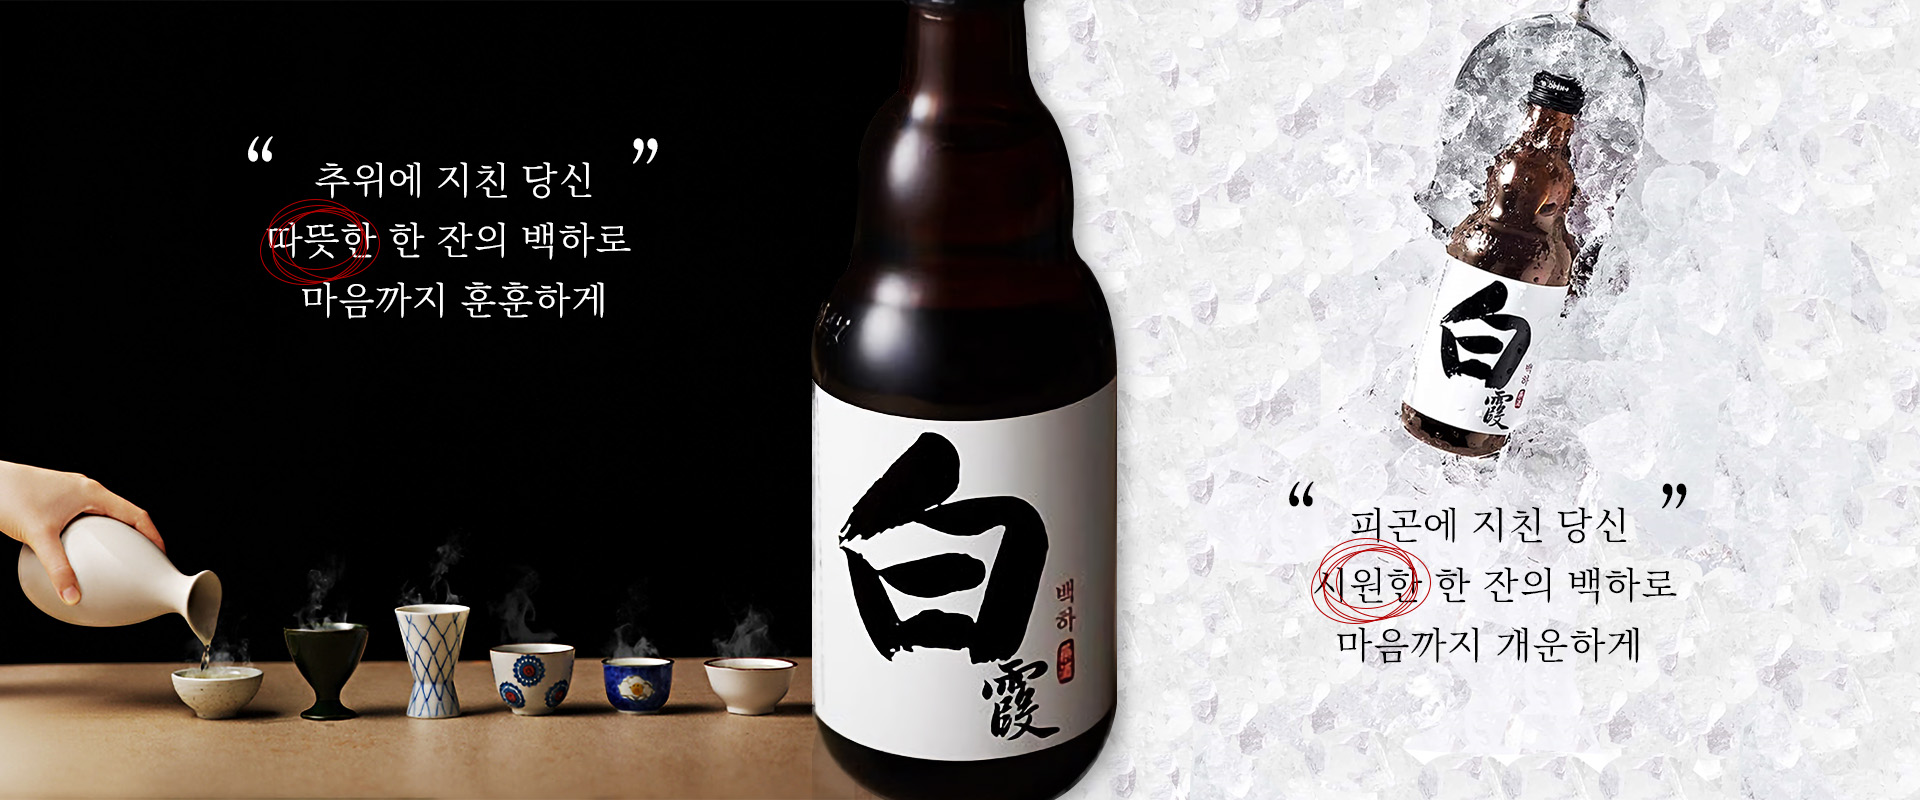 “ 추위에 지친 당신 ”
따뜻한 한 잔의 백하로
마음까지 훈훈하게
白
霞
백하
白
霞
백하
“ 피곤에 지친 당신 ”
시원한 한 잔의 백하로
마음까지 개운하게